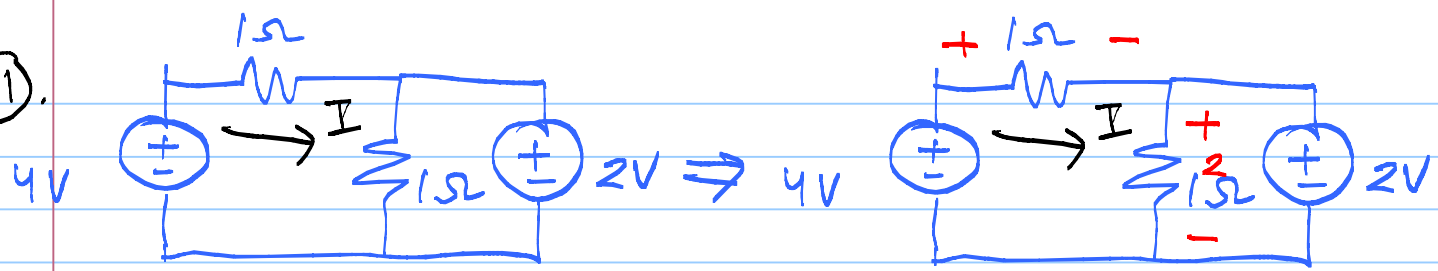 1Ω + 1Ω -
1). I I +
4V + - 1Ω + - 2V ⇒ 4V + - 2 1Ω + - 2V
-